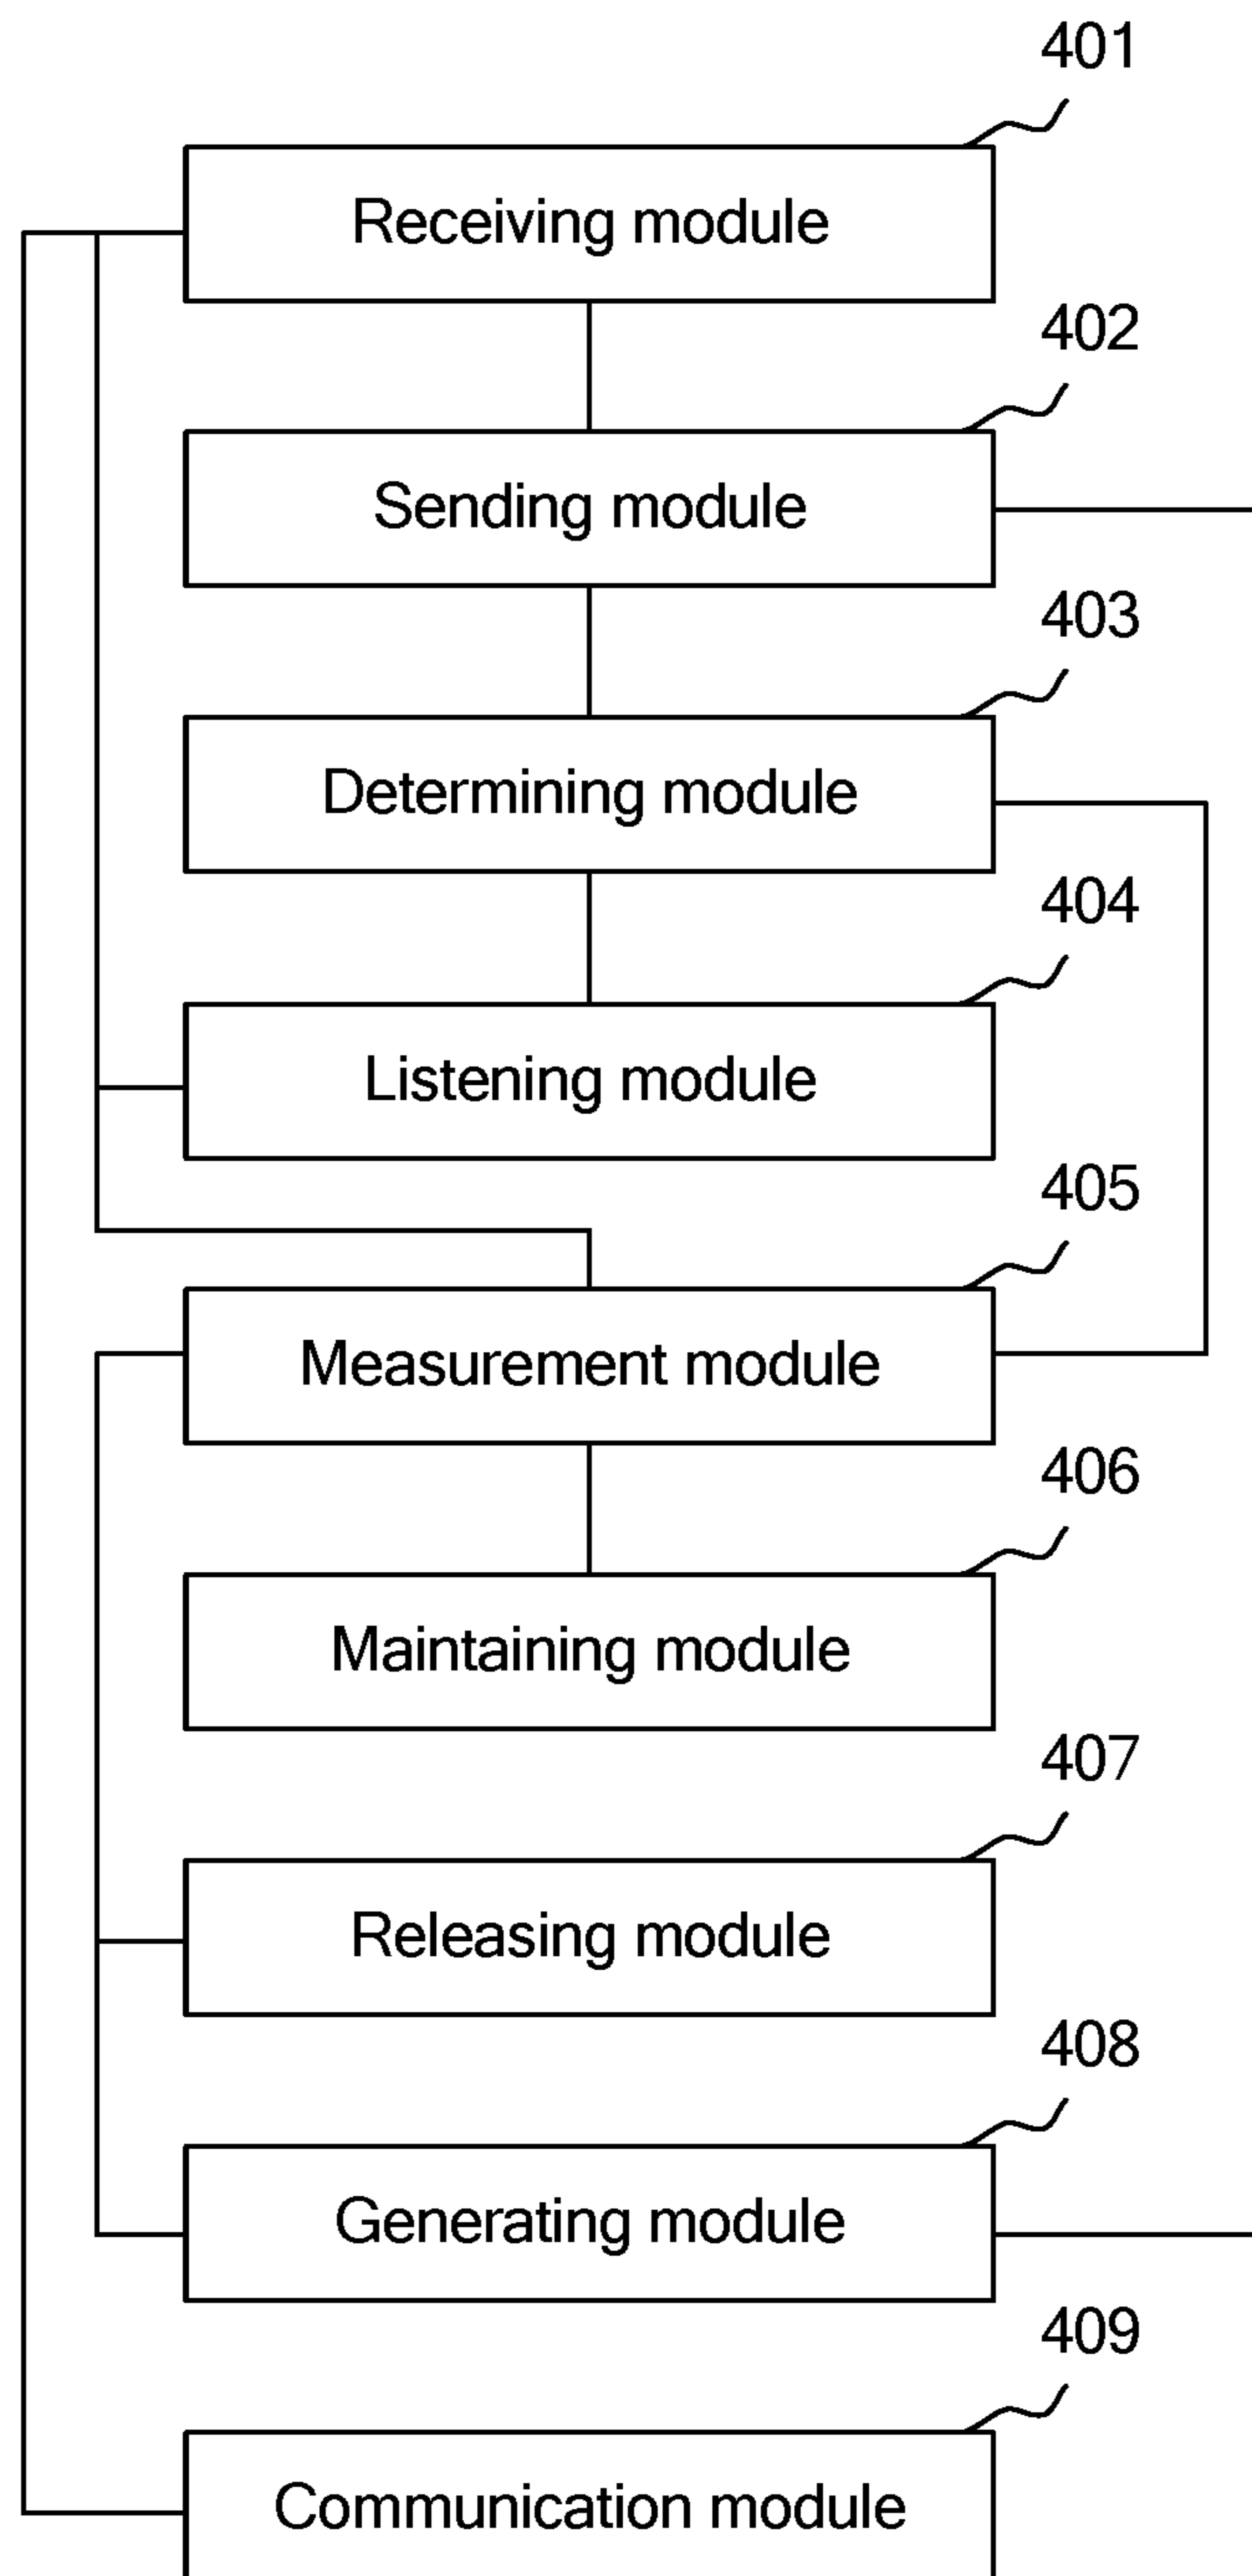 401
Receiving module
402
Sending module
403
Determining module
404
Listening module
405
Measurement module
406
Maintaining module
407
Releasing module
408
Generating module
409
Communication module